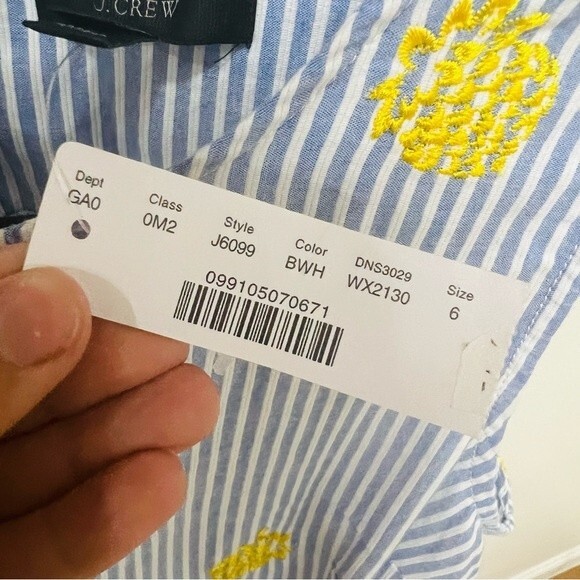 J. CREW
Dept Class Style Color DNS3029 Size
GA0 0M2 J6099 BWH WX2130 6
099105070671